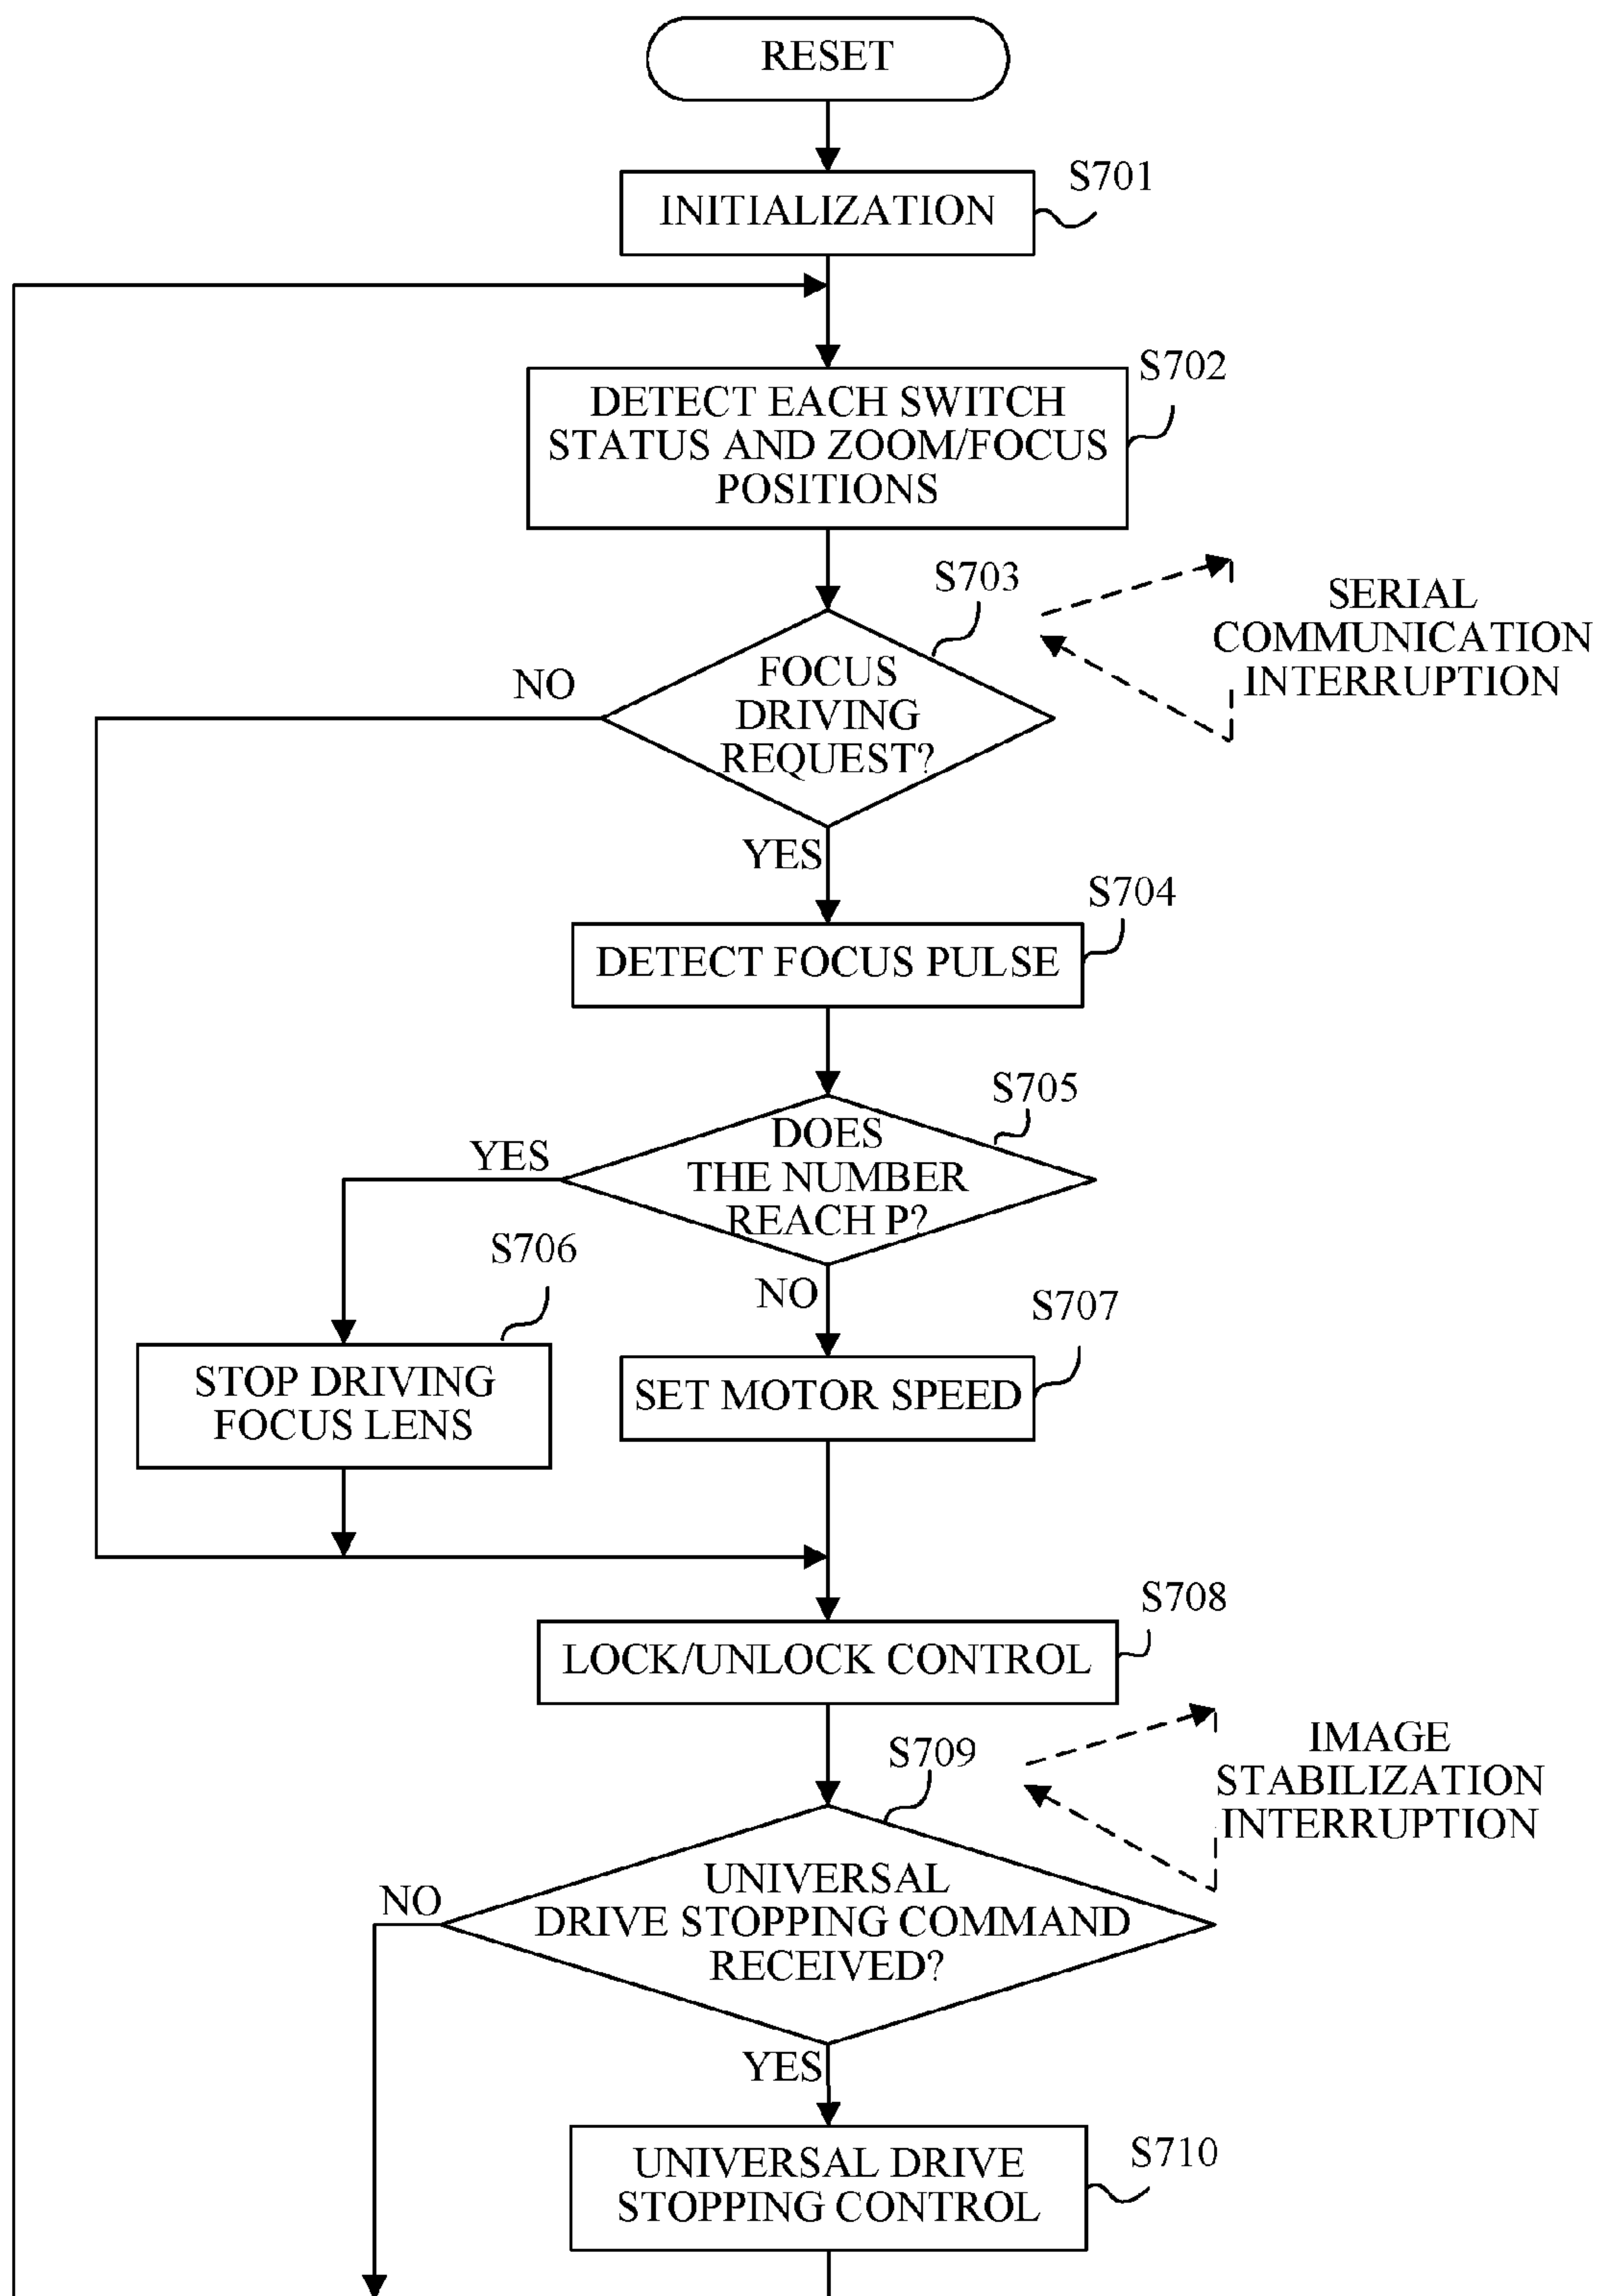 RESET
S701
INITIALIZATION
S702
DETECT EACH SWITCH
STATUS AND ZOOM/FOCUS
POSITIONS
S703
SERIAL
COMMUNICATION
INTERRUPTION
NO
FOCUS
DRIVING
REQUEST?
YES
S704
DETECT FOCUS PULSE
S705
YES
DOES
THE NUMBER
REACH P?
S706
NO
S707
STOP DRIVING
FOCUS LENS
SET MOTOR SPEED
S708
LOCK/UNLOCK CONTROL
S709
IMAGE
STABILIZATION
INTERRUPTION
NO
UNIVERSAL
DRIVE STOPPING COMMAND
RECEIVED?
YES
S710
UNIVERSAL DRIVE
STOPPING CONTROL